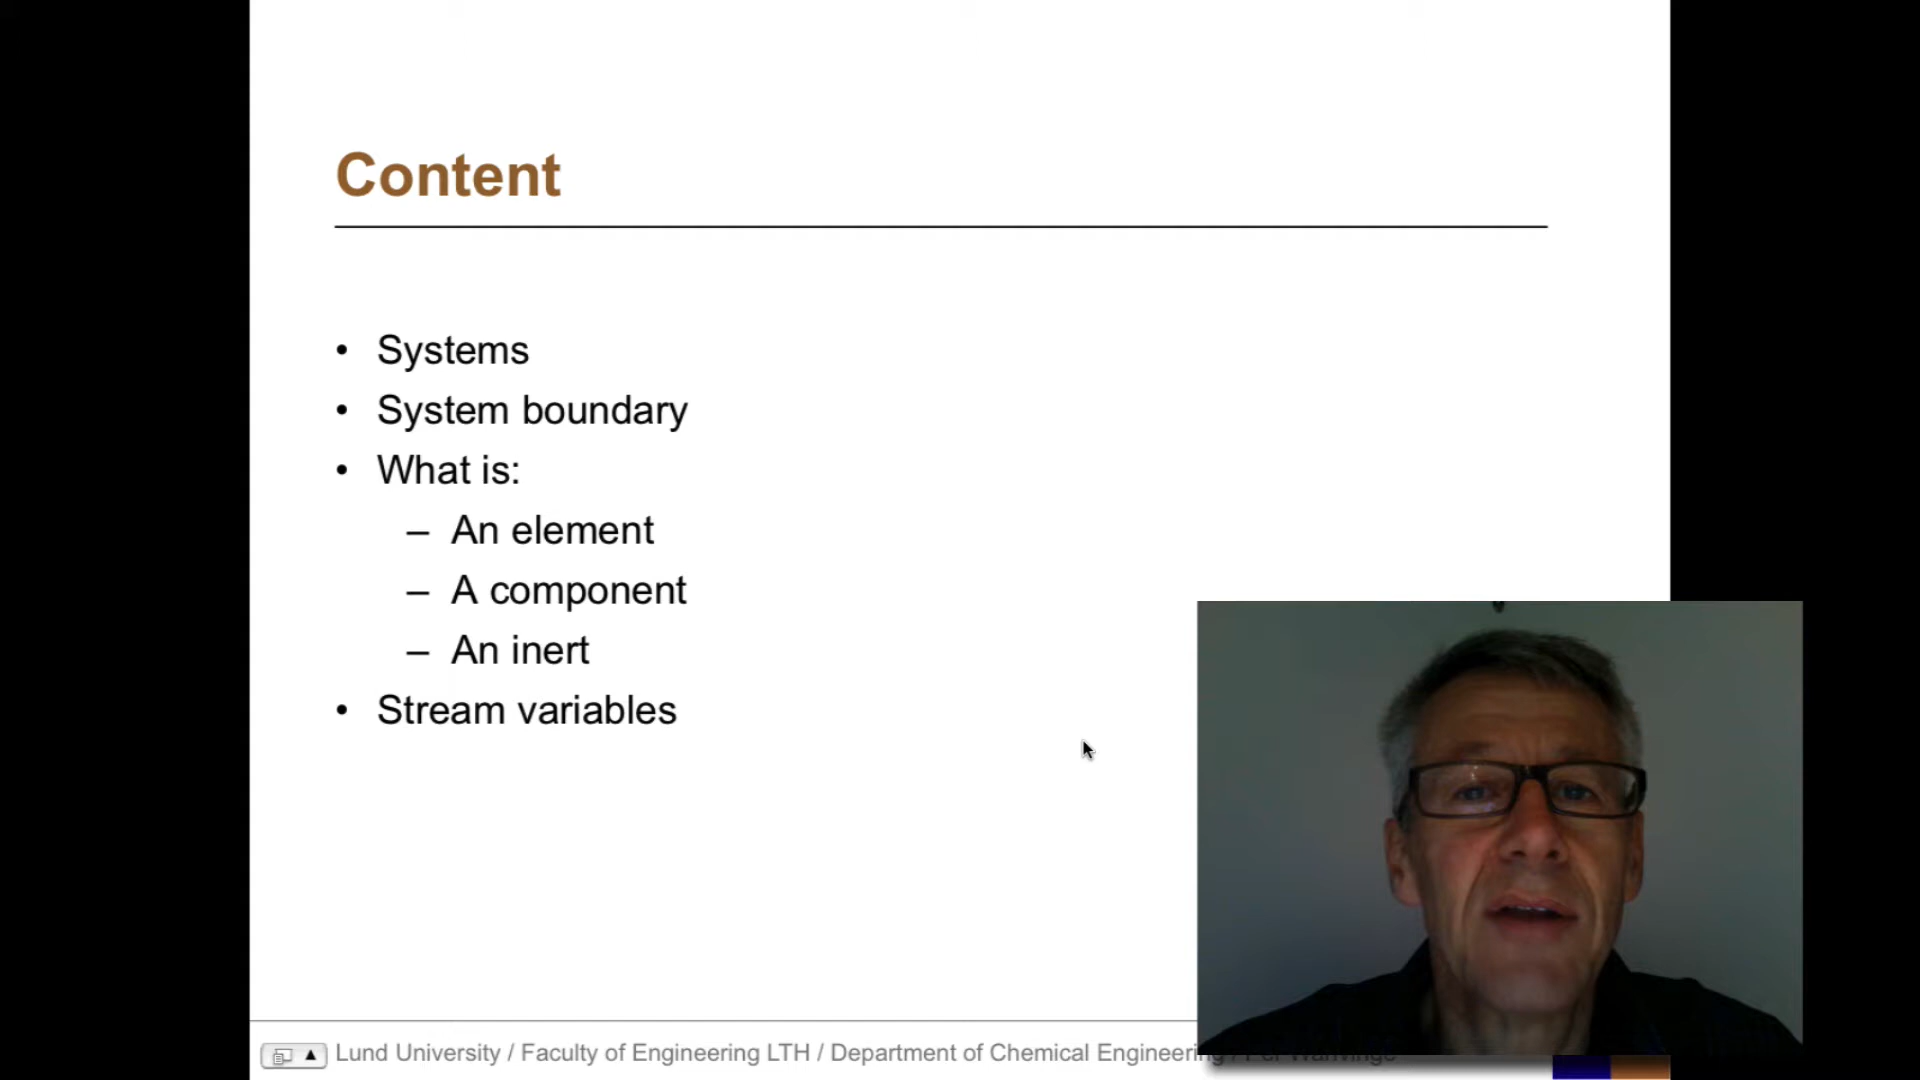 Content
• Systems
• System boundary
• What is:
– An element
– A component
– An inert
• Stream variables
Lund University / Faculty of Engineering LTH / Department of Chemical Engineering / Per Warfvinge